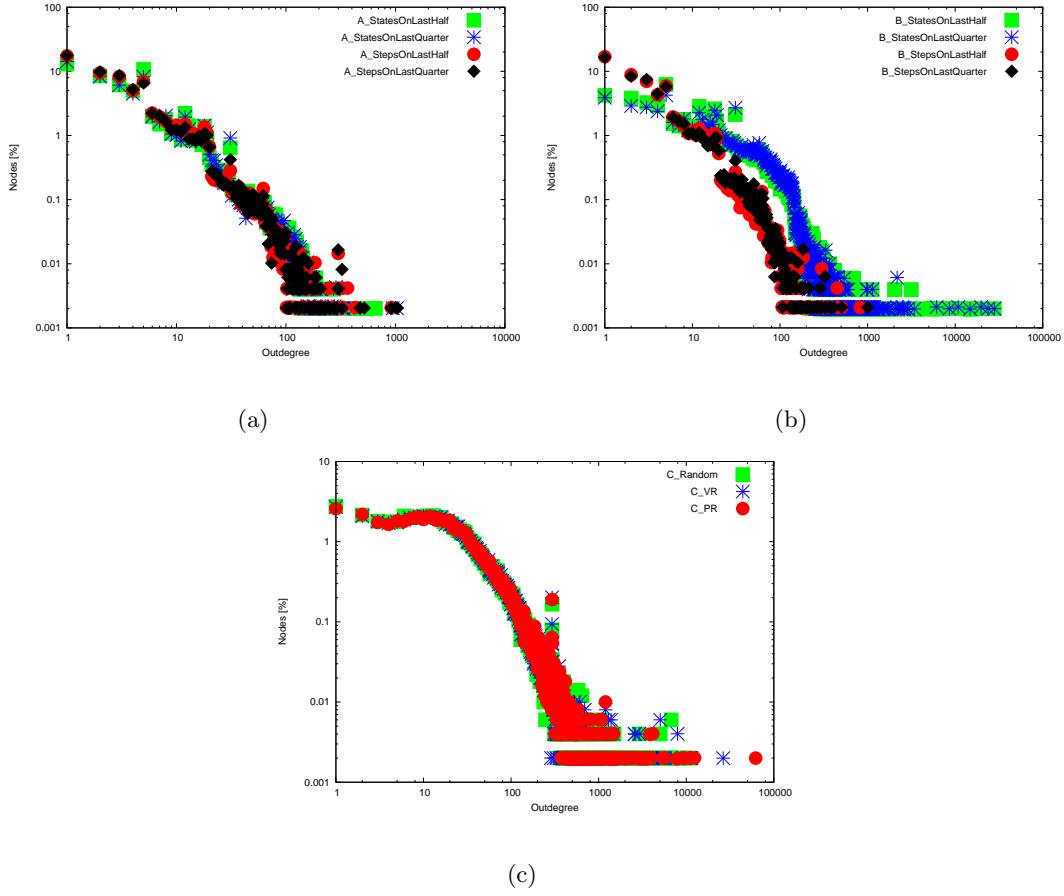 100
10
1
0.1
0.01
0.001
1
10
100
1000
10000
Nodes [%]
Outdegree
A_StatesOnLastHalf
A_StatesOnLastQuarter
A_StepsOnLastHalf
A_StepsOnLastQuarter
(a)
100
10
1
0.1
0.01
0.001
1
10
100
1000
10000
100000
Nodes [%]
Outdegree
B_StatesOnLastHalf
B_StatesOnLastQuarter
B_StepsOnLastHalf
B_StepsOnLastQuarter
(b)
10
1
0.1
0.01
0.001
1
10
100
1000
10000
100000
Nodes [%]
Outdegree
C_Random
C_VR
C_PR
(c)